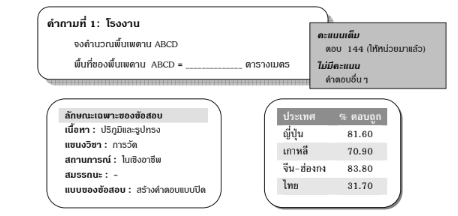 คำถามที่ 1: โรงงาน
จงคำนวณพื้นเพดาน ABCD
พื้นที่ของพื้นเพดาน ABCD = ______________ ตารางเมตร
คะแนนเต็ม
ตอบ 144 (ให้หน่วยมาแล้ว)
ไม่มีคะแนน
คำตอบอื่น ๆ
ลักษณะเฉพาะของข้อสอบ
เนื้อหา : ปริภูมิและรูปทรง
แขนงวิชา : การวัด
สถานการณ์ : ในเชิงอาชีพ
สมรรถนะ : -
แบบของข้อสอบ : สร้างคำตอบแบบปิด
ประเทศ % ตอบถูก
ญี่ปุ่น 81.60
เกาหลี 70.90
จีน-ฮ่องกง 83.80
ไทย 31.70